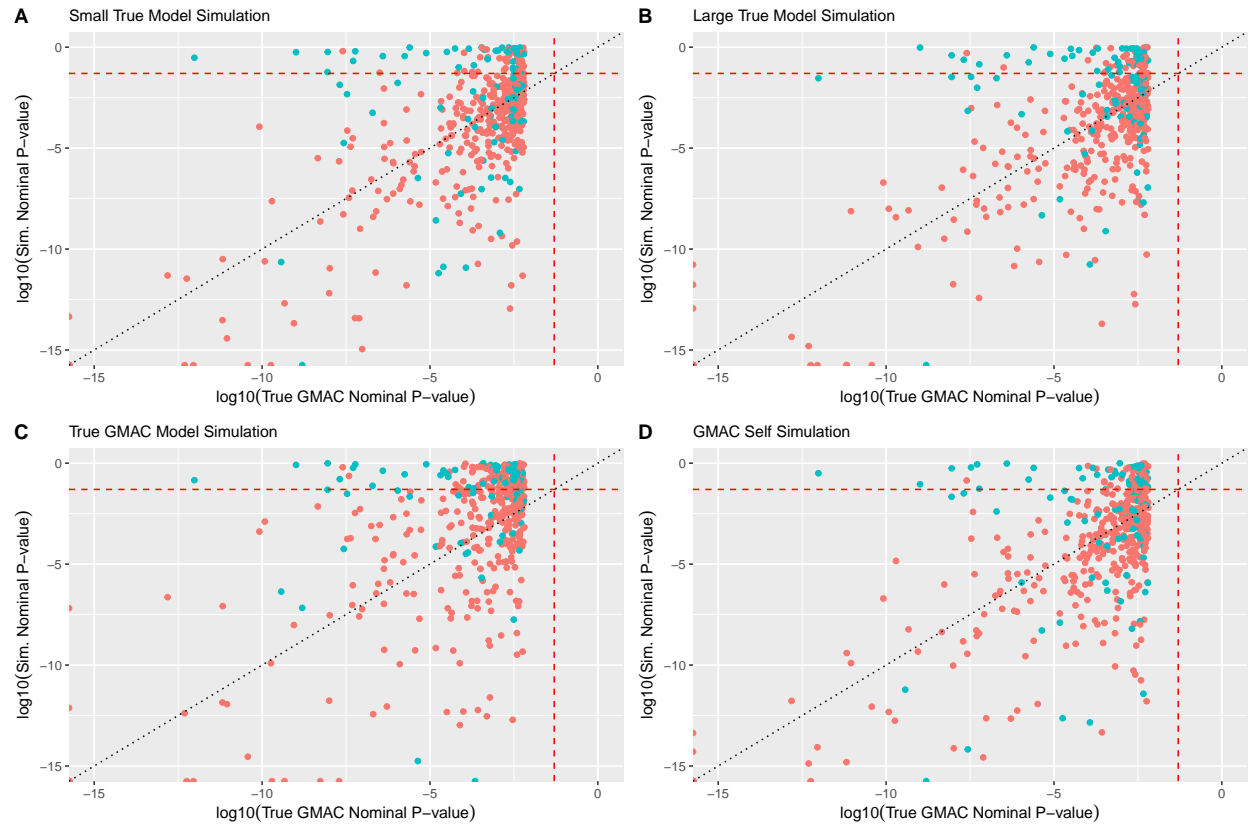 A Small True Model Simulation
0
−5
−10
−15
log10(Sim. Nominal P−value)
−15 −10 −5 0
log10(True GMAC Nominal P−value)
B Large True Model Simulation
0
−5
−10
−15
log10(Sim. Nominal P−value)
−15 −10 −5 0
log10(True GMAC Nominal P−value)
C True GMAC Model Simulation
0
−5
−10
−15
log10(Sim. Nominal P−value)
−15 −10 −5 0
log10(True GMAC Nominal P−value)
D GMAC Self Simulation
0
−5
−10
−15
log10(Sim. Nominal P−value)
−15 −10 −5 0
log10(True GMAC Nominal P−value)